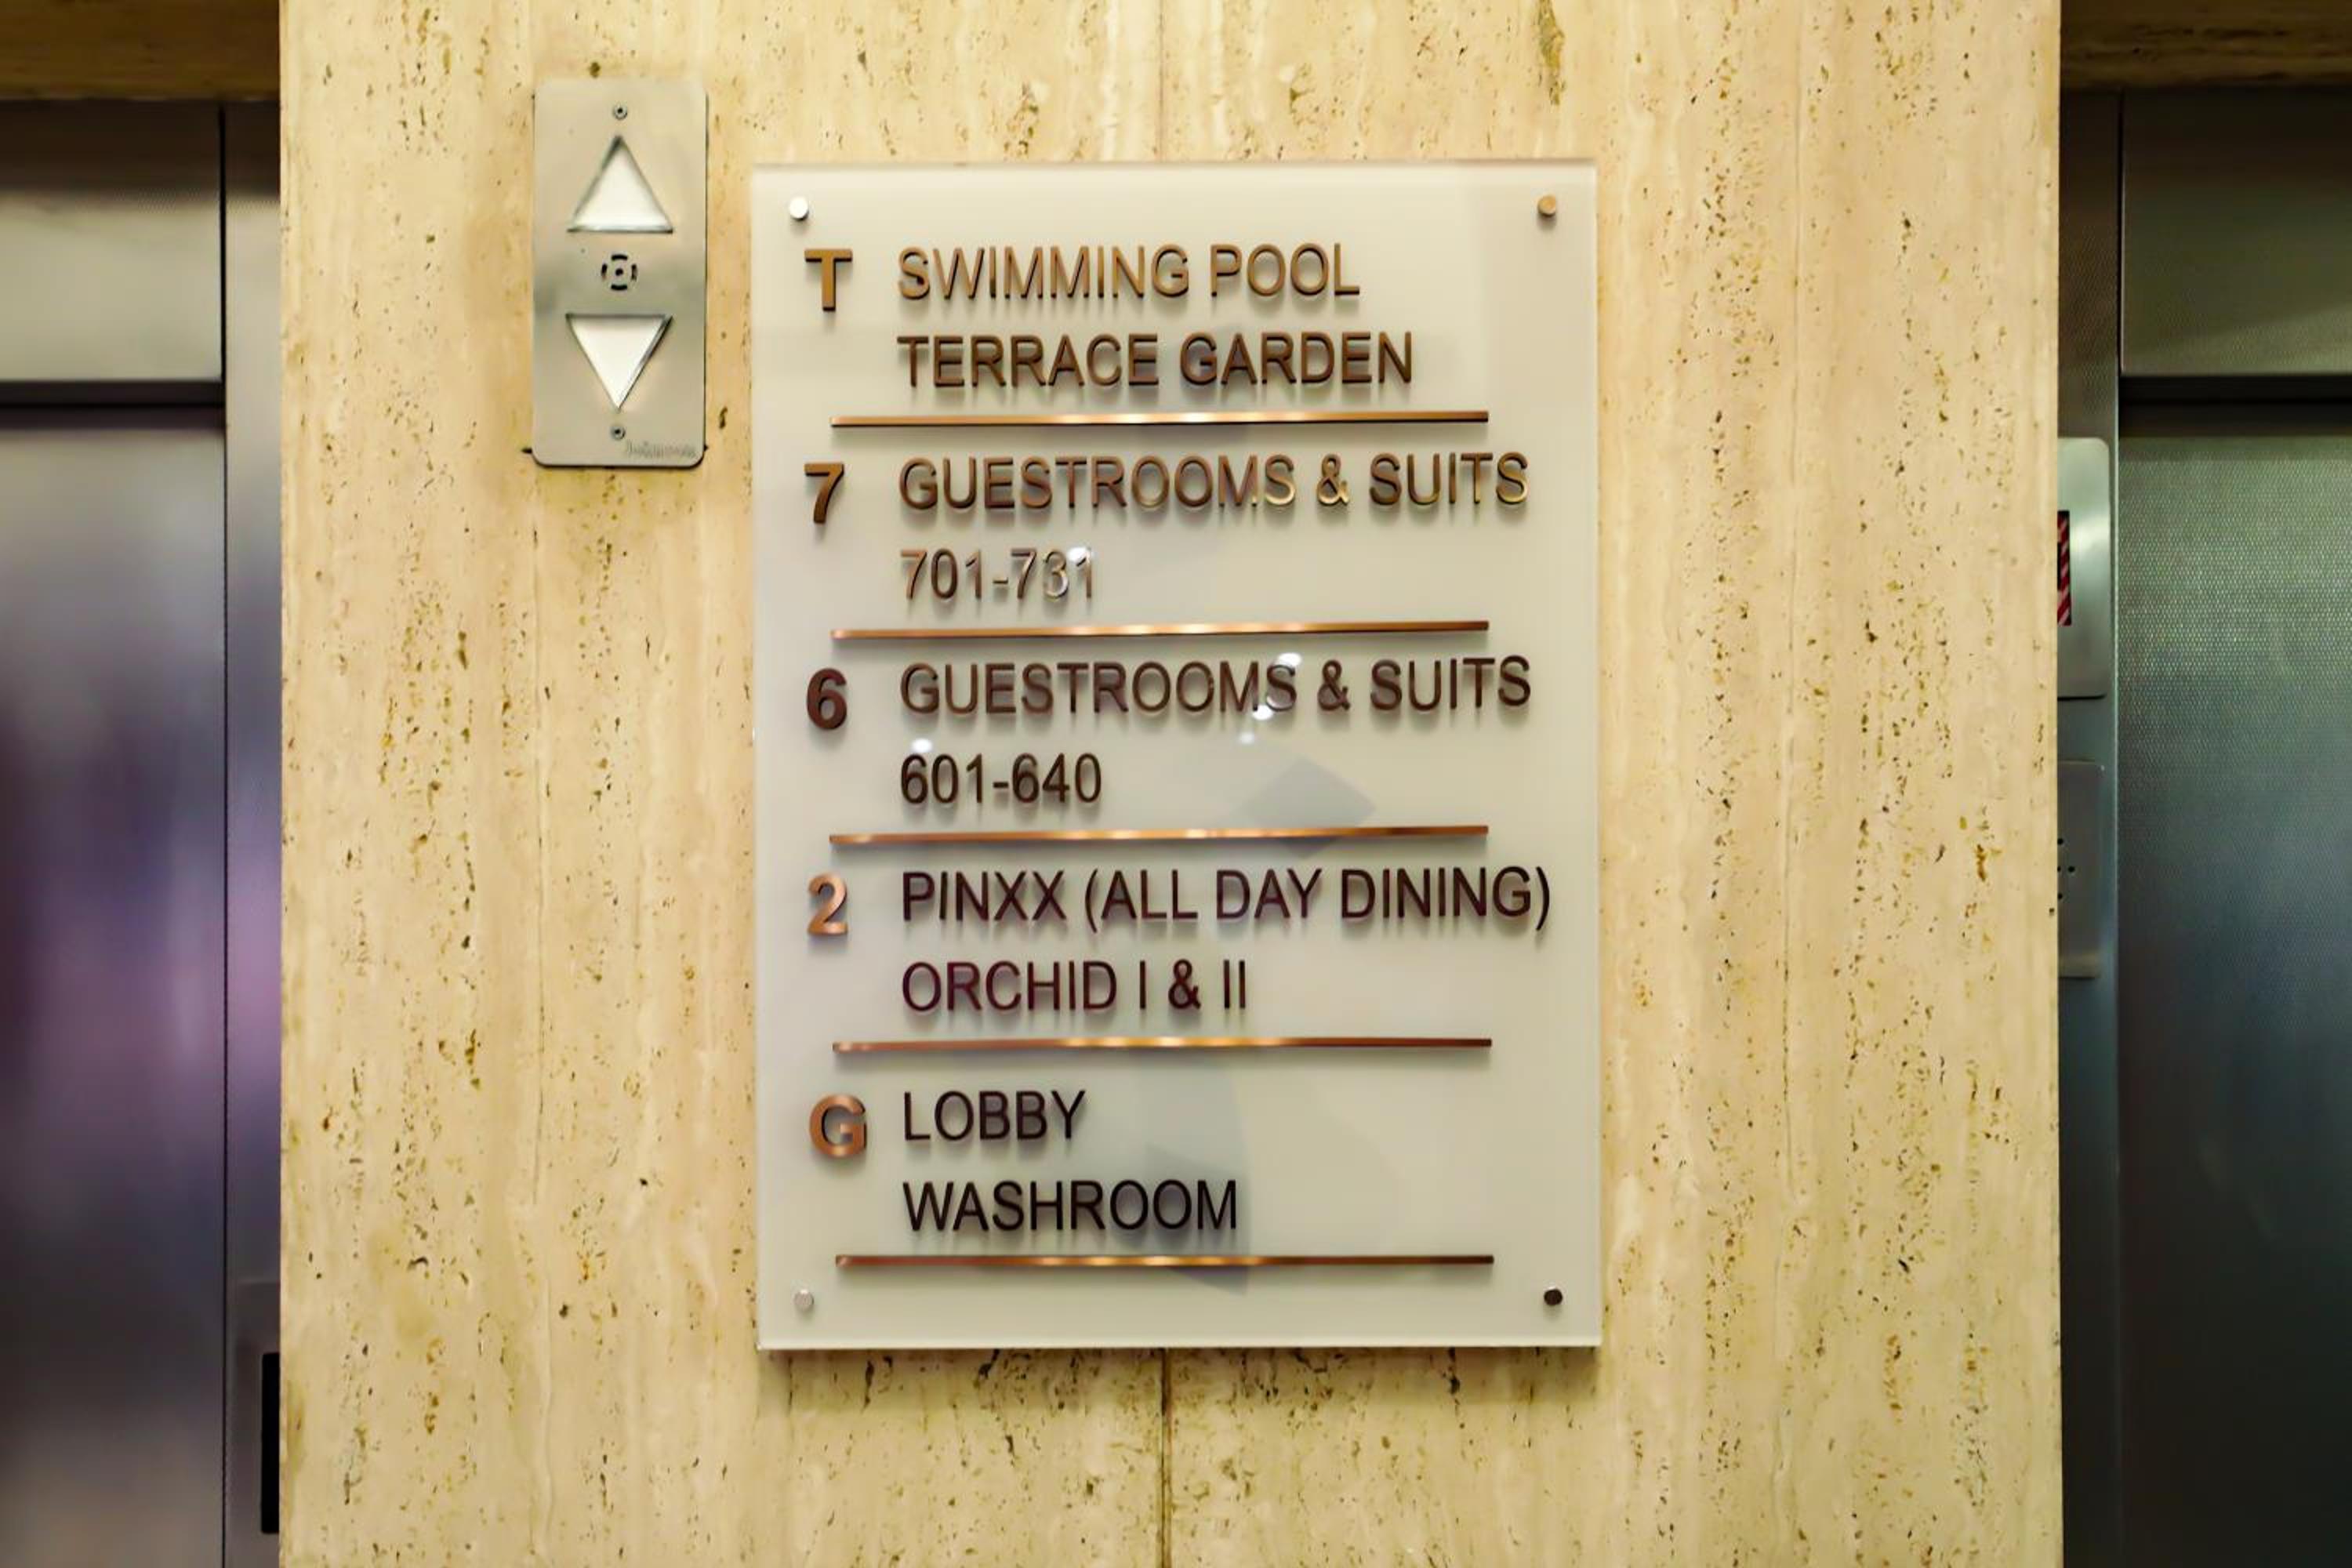 T SWIMMING POOL
TERRACE GARDEN
7 GUESTROOMS & SUITS
701-731
6 GUESTROOMS & SUITS
601-640
2 PINXX (ALL DAY DINING)
ORCHID I & II
G LOBBY
WASHROOM